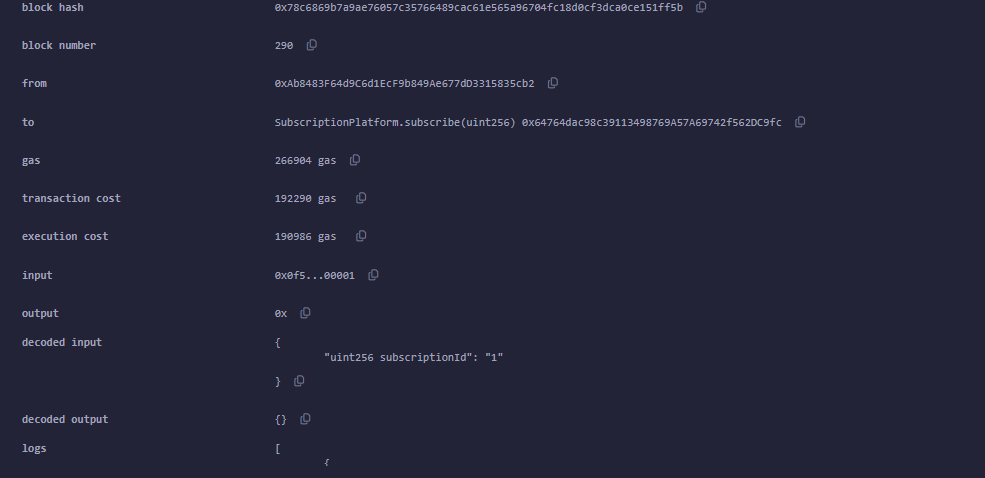 block hash 0x78c6869b7a9ae76057c35766489cac61e565a96704fc18d0cf3dca0ce151ff5b
block number 290
from 0xAb8483F64d9C6d1EcF9b849Ae677dD3315835cb2
to SubscriptionPlatform.subscribe(uint256) 0x64764dac98c39113498769A57A69742f562DC9fc
gas 266904 gas
transaction cost 192290 gas
execution cost 190986 gas
input 0x0f5...00001
output 0x
decoded input {
"uint256 subscriptionId": "1"
}
decoded output {}
logs [
{